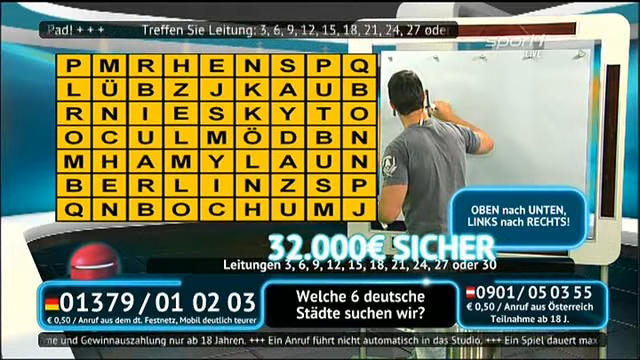 Pad! +++ Treffen Sie Leitung: 3, 6, 9, 12, 15, 18, 21, 24, 27 oder
sport1
LIVE
P M R H E N S P Q
L Ü B Z J K A U B
R N I E S K Y T O
O C U L M Ö D B N
M H A M Y L A U N
B E R L I N Z S P
Q N B O C H U M J
OBEN nach UNTEN,
LINKS nach RECHTS!
32.000€ SICHER
Leitungen 3, 6, 9, 12, 15, 18, 21, 24, 27 oder 30
01379/01 02 03
€ 0,50 / Anruf aus dem dt. Festnetz, Mobil deutlich teurer
Welche 6 deutsche
Städte suchen wir?
0901/05 03 55
€ 0,50 / Anruf aus Österreich
Teilnahme ab 18 J.
me und Gewinnauszahlung nur ab 18 Jahren. +++ Ein Anruf führt nicht automatisch in das Studio. +++ Ein Spiel dauert max